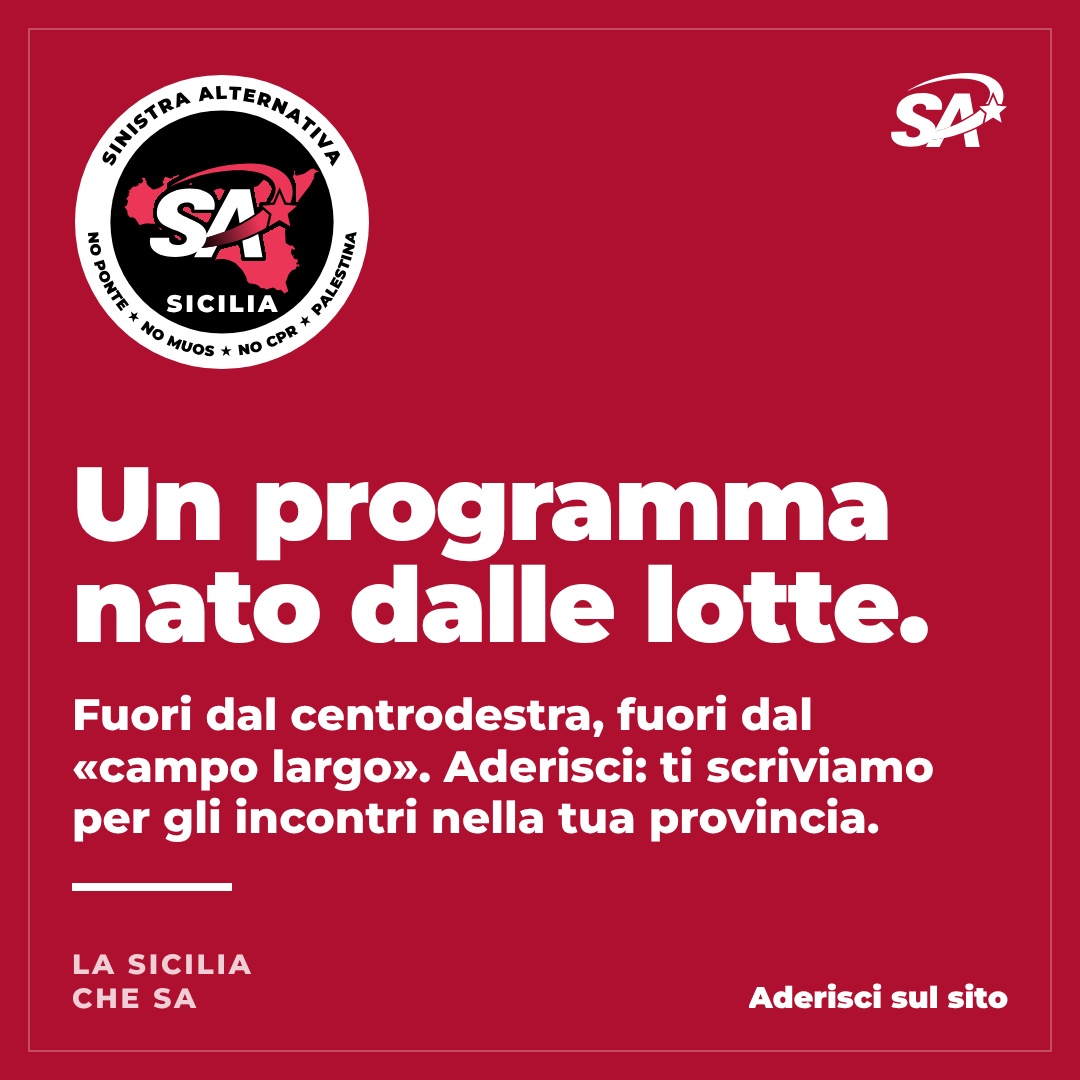 SINISTRA ALTERNATIVA
SA
SICILIA
NO PONTE ★ NO MUOS ★ NO CPR ★ PALESTINA
SA
Un programma
nato dalle lotte.
Fuori dal centrodestra, fuori dal
«campo largo». Aderisci: ti scriviamo
per gli incontri nella tua provincia.
LA SICILIA
CHE SA
Aderisci sul sito